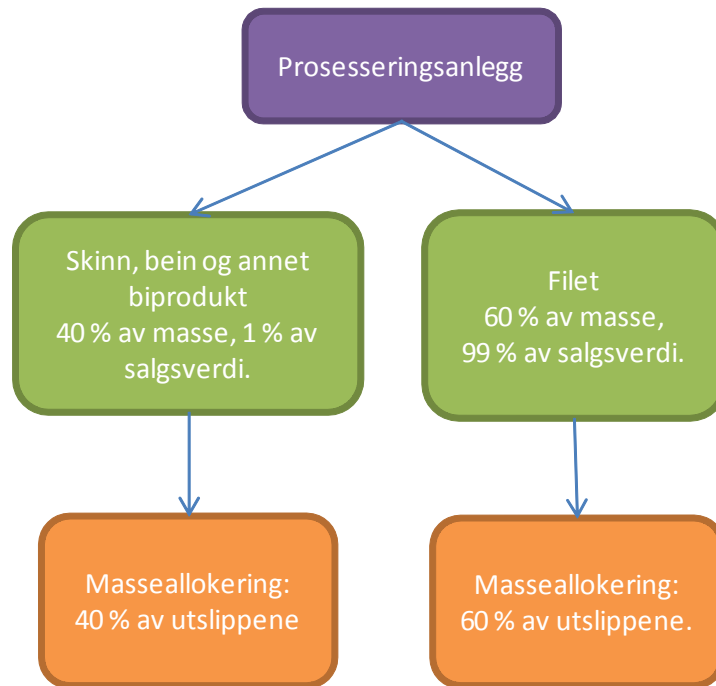 Prosesseringsanlegg
Skinn, bein og annet
biprodukt
40 % av masse, 1 % av
salgsverdi.
Filet
60 % av masse,
99 % av salgsverdi.
Masseallokering:
40 % av utslippene
Masseallokering:
60 % av utslippene.